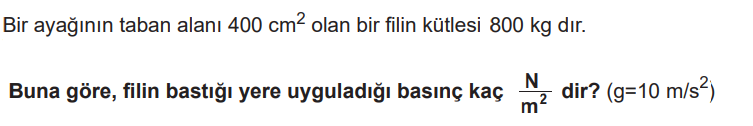 Bir ayağının taban alanı 400 cm² olan bir filin kütlesi 800 kg dır.
Buna göre, filin bastığı yere uyguladığı basınç kaç N/m² dir? (g=10 m/s²)